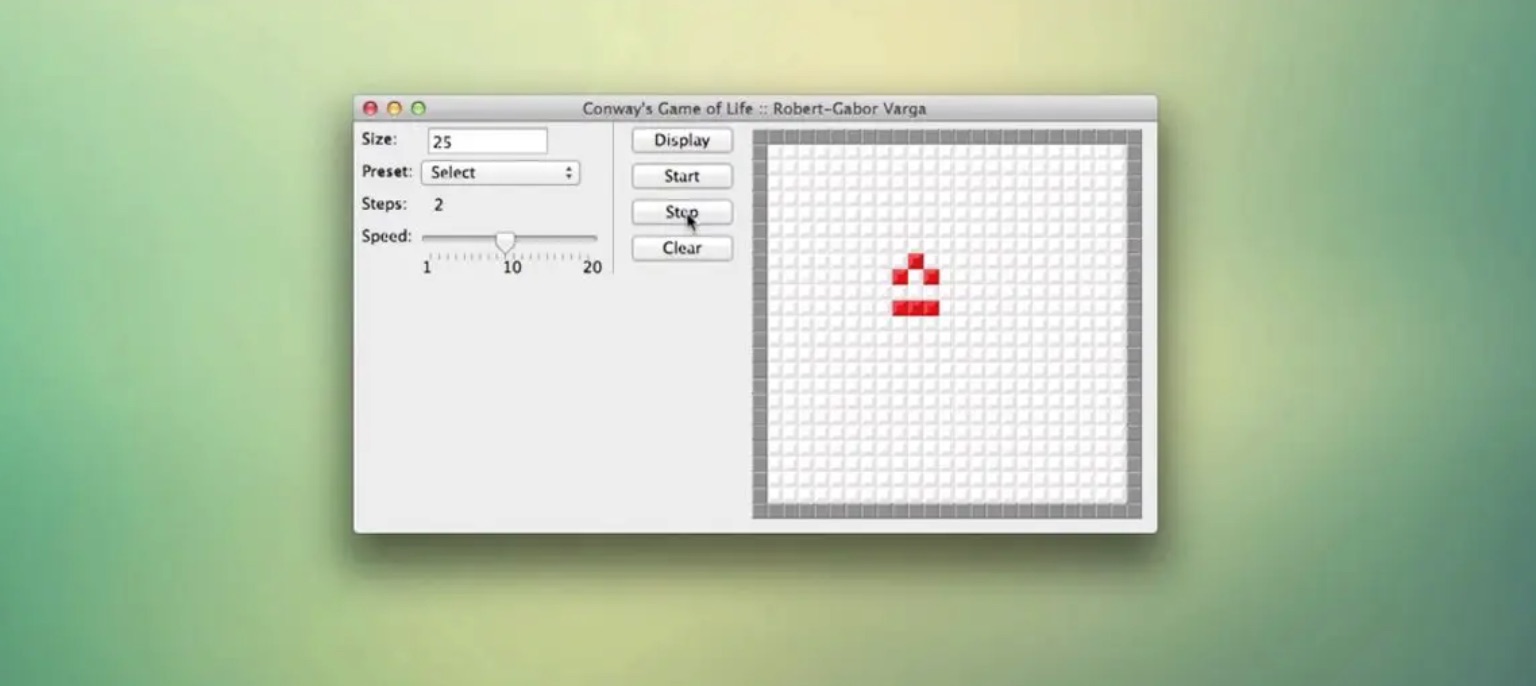 Conway's Game of Life :: Robert-Gabor Varga
Size: 25
Preset: Select
Steps: 2
Speed:
1 10 20
Display
Start
Stop
Clear